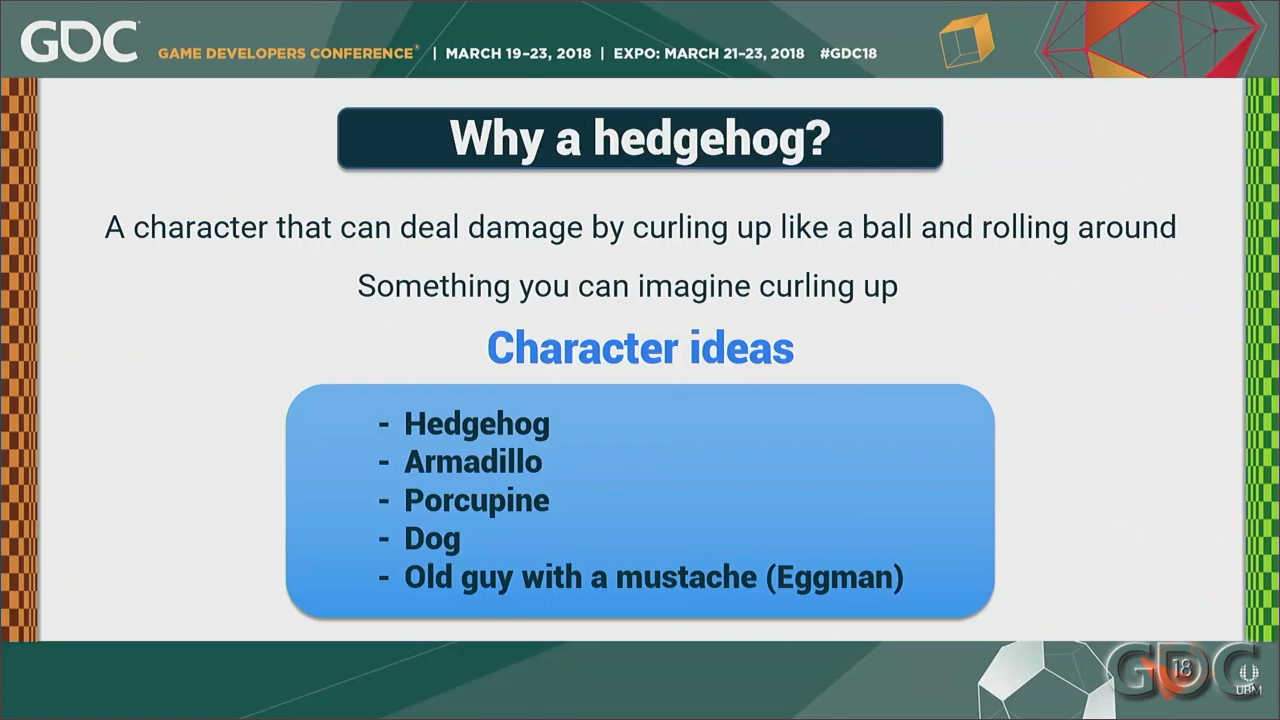 GDC GAME DEVELOPERS CONFERENCE® | MARCH 19–23, 2018 | EXPO: MARCH 21–23, 2018 #GDC18
Why a hedgehog?
A character that can deal damage by curling up like a ball and rolling around
Something you can imagine curling up
Character ideas
- Hedgehog
- Armadillo
- Porcupine
- Dog
- Old guy with a mustache (Eggman)
GDC 18 UBM